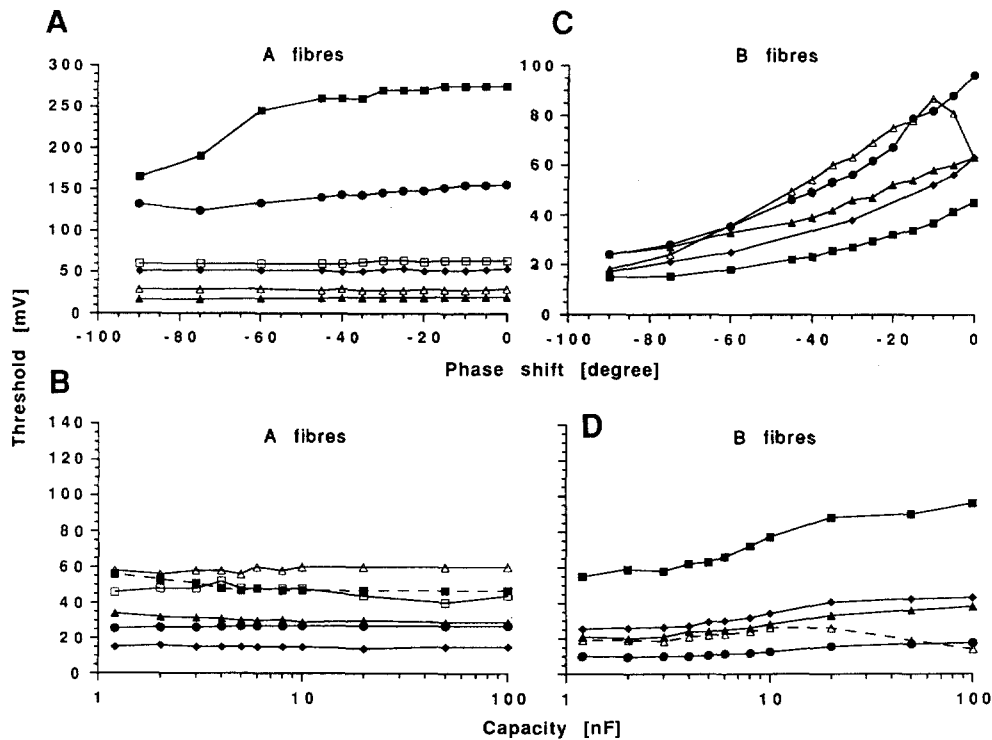 A
A fibres
300
250
200
150
100
50
0
-100 -80 -60 -40 -20 0
C
B fibres
100
80
60
40
20
0
-100 -80 -60 -40 -20 0
Phase shift [degree]
Threshold [mV]
B
A fibres
140
120
100
80
60
40
20
0
1 10 100
D
B fibres
1 10 100
Capacity [nF]